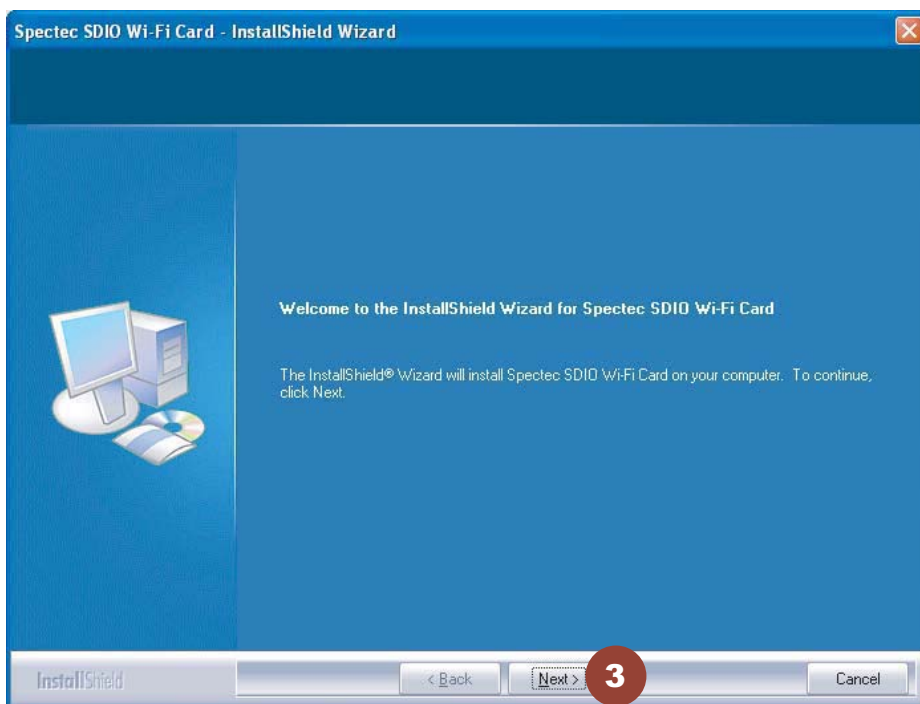 Spectec SDIO Wi-Fi Card - InstallShield Wizard
Welcome to the InstallShield Wizard for Spectec SDIO Wi-Fi Card
The InstallShield® Wizard will install Spectec SDIO Wi-Fi Card on your computer. To continue,
click Next.
InstallShield
< Back
Next >
3
Cancel